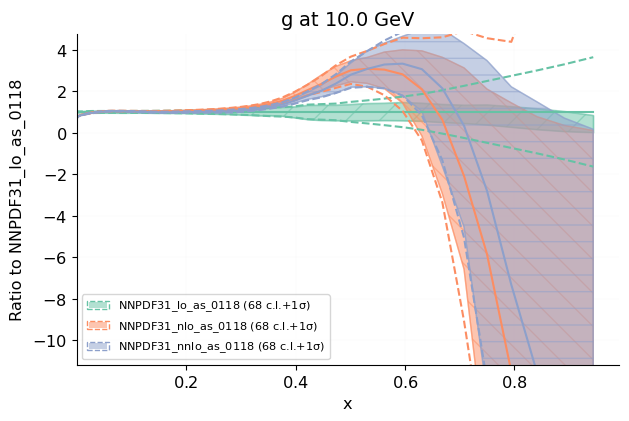 g at 10.0 GeV
Ratio to NNPDF31_lo_as_0118
4
2
0
−2
−4
−6
−8
−10
NNPDF31_lo_as_0118 (68 c.l.+1σ)
NNPDF31_nlo_as_0118 (68 c.l.+1σ)
NNPDF31_nnlo_as_0118 (68 c.l.+1σ)
0.2 0.4 0.6 0.8
x